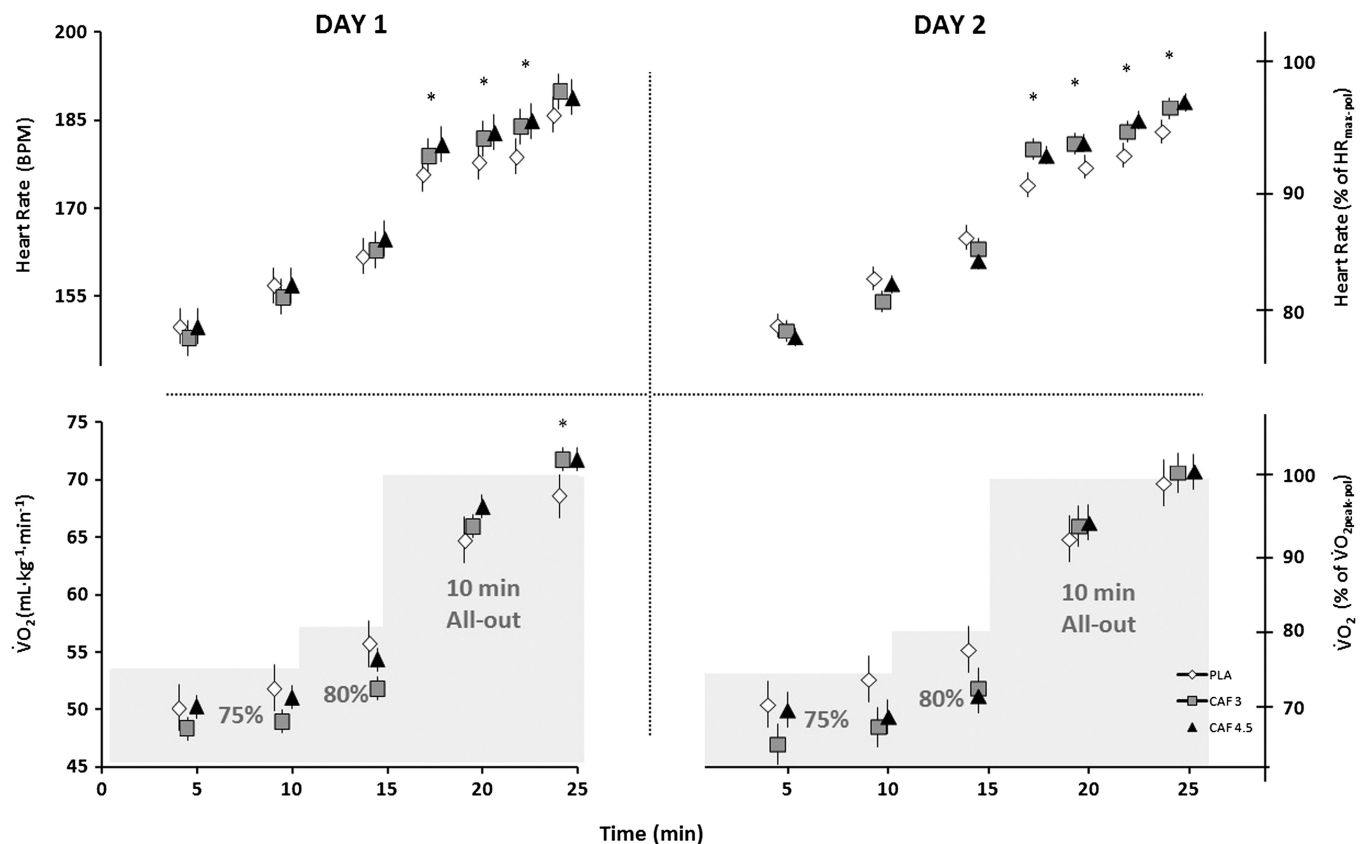 DAY 1
DAY 2
200
185
170
155
Heart Rate (BPM)
* * *
* * * *
100
90
80
Heart Rate (% of HRmax-pol)
75
70
65
60
55
50
45
V̇O2 (mL·kg-1·min-1)
*
75%
80%
10 min
All-out
75%
80%
10 min
All-out
100
90
80
70
V̇O2 (% of V̇O2peak-pol)
PLA
CAF 3
CAF 4.5
0 5 10 15 20 25
5 10 15 20 25
Time (min)